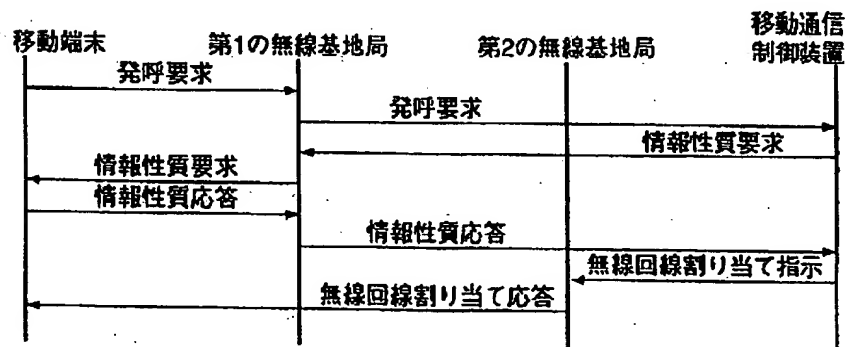 移動端末
第1の無線基地局
第2の無線基地局
移動通信
制御装置
発呼要求
発呼要求
情報性質要求
情報性質要求
情報性質応答
情報性質応答
無線回線割り当て指示
無線回線割り当て応答